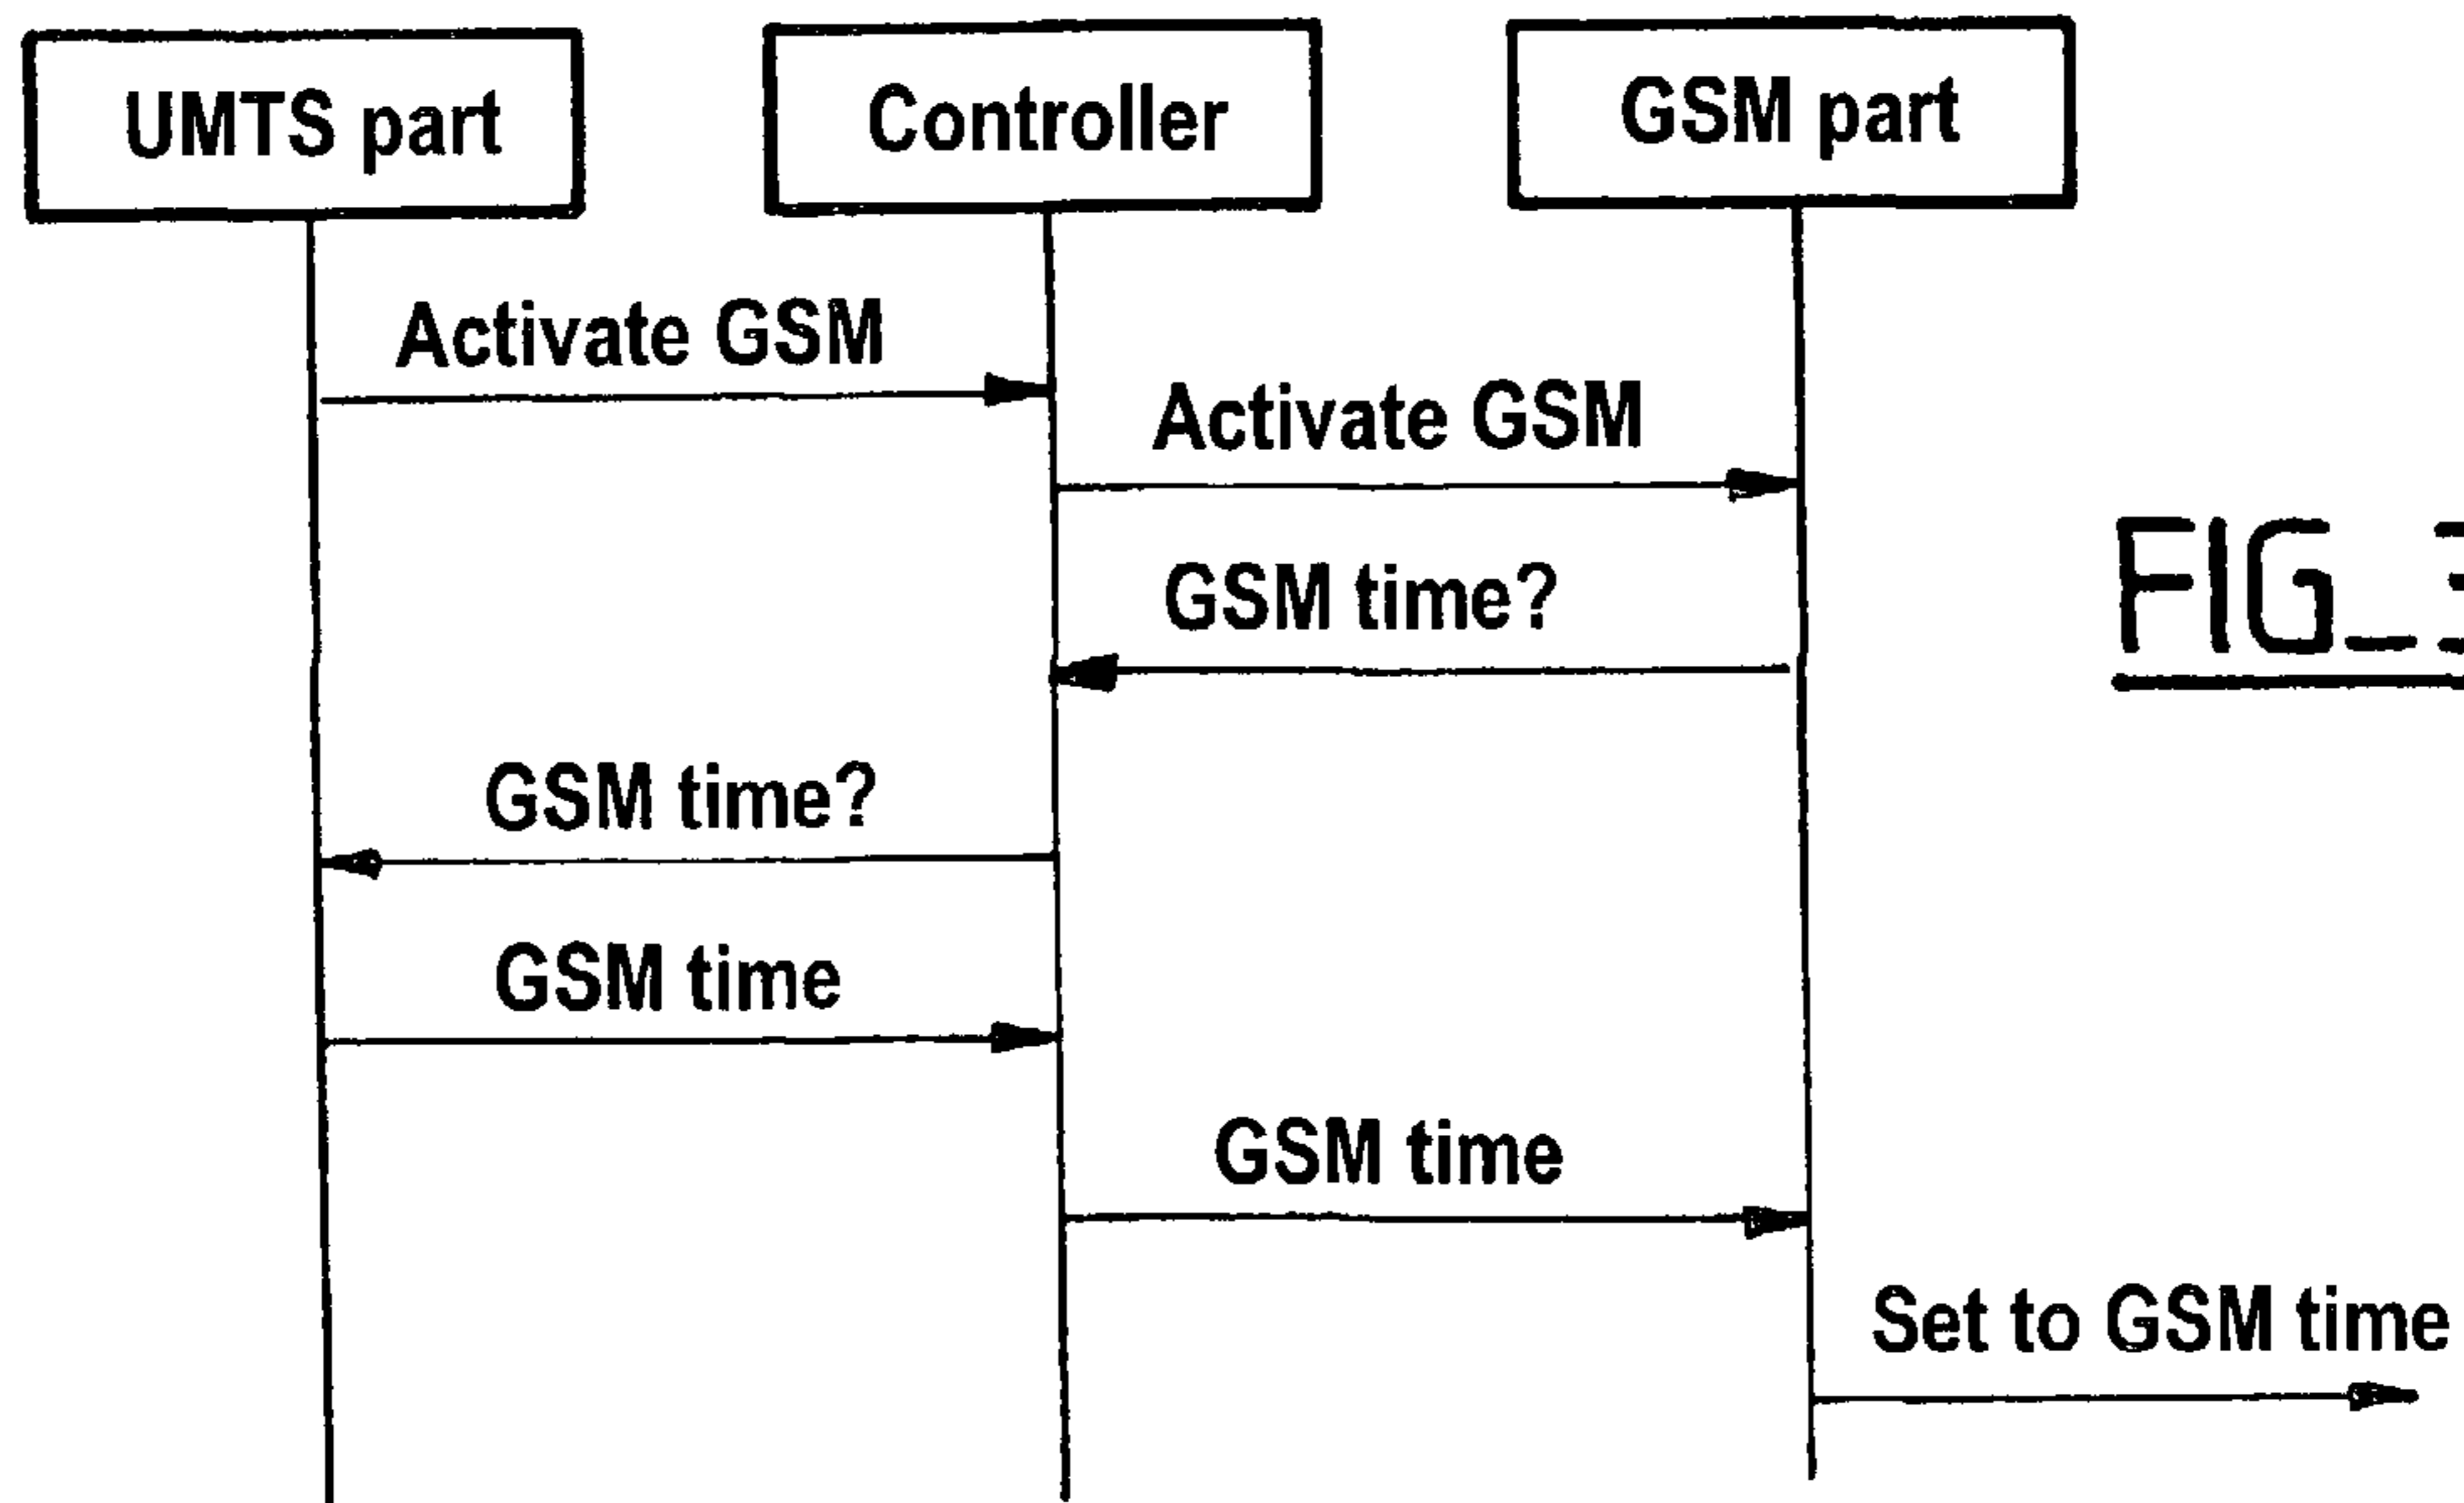 UMTS part
Controller
GSM part
Activate GSM
Activate GSM
GSM time?
GSM time?
GSM time
GSM time
Set to GSM time